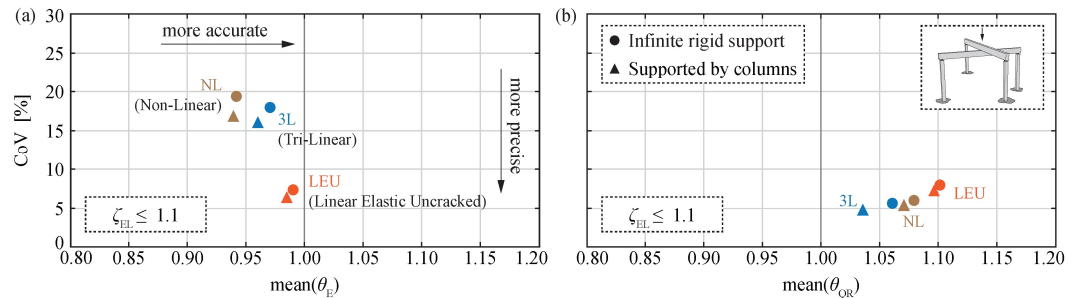 (a)
30
25
20
15
10
5
0
CoV [%]
more accurate
more precise
NL
(Non-Linear)
3L
(Tri-Linear)
LEU
(Linear Elastic Uncracked)
ζEL ≤ 1.1
0.80 0.85 0.90 0.95 1.00 1.05 1.10 1.15 1.20
mean(θE)
(b)
Infinite rigid support
Supported by columns
3L
NL
LEU
ζEL ≤ 1.1
0.80 0.85 0.90 0.95 1.00 1.05 1.10 1.15 1.20
mean(θQR)